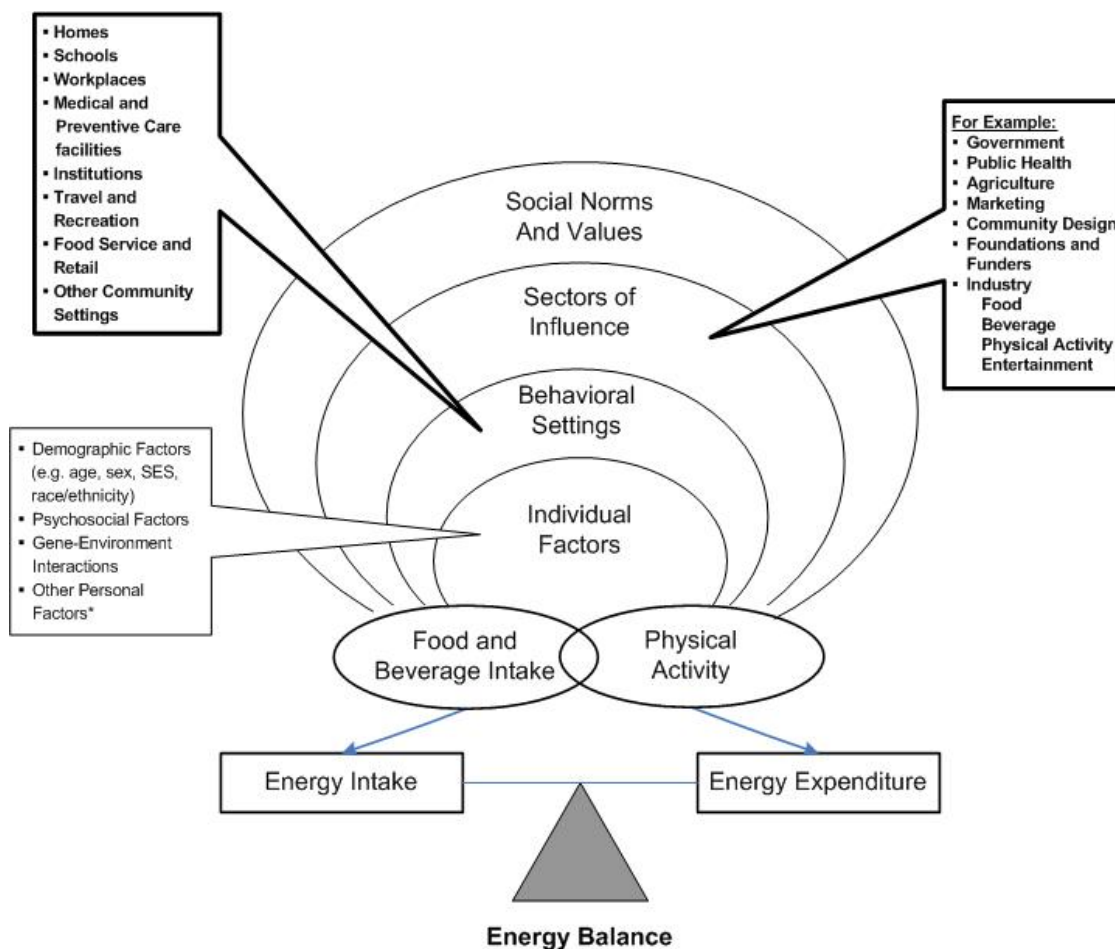 ▪ Homes
▪ Schools
▪ Workplaces
▪ Medical and
Preventive Care
facilities
▪ Institutions
▪ Travel and
Recreation
▪ Food Service and
Retail
▪ Other Community
Settings
For Example:
▪ Government
▪ Public Health
▪ Agriculture
▪ Marketing
▪ Community Design
▪ Foundations and
Funders
▪ Industry
Food
Beverage
Physical Activity
Entertainment
Social Norms
And Values
Sectors of
Influence
Behavioral
Settings
Individual
Factors
▪ Demographic Factors
(e.g. age, sex, SES,
race/ethnicity)
▪ Psychosocial Factors
▪ Gene-Environment
Interactions
▪ Other Personal
Factors*
Food and
Beverage Intake
Physical
Activity
Energy Intake
Energy Expenditure
Energy Balance